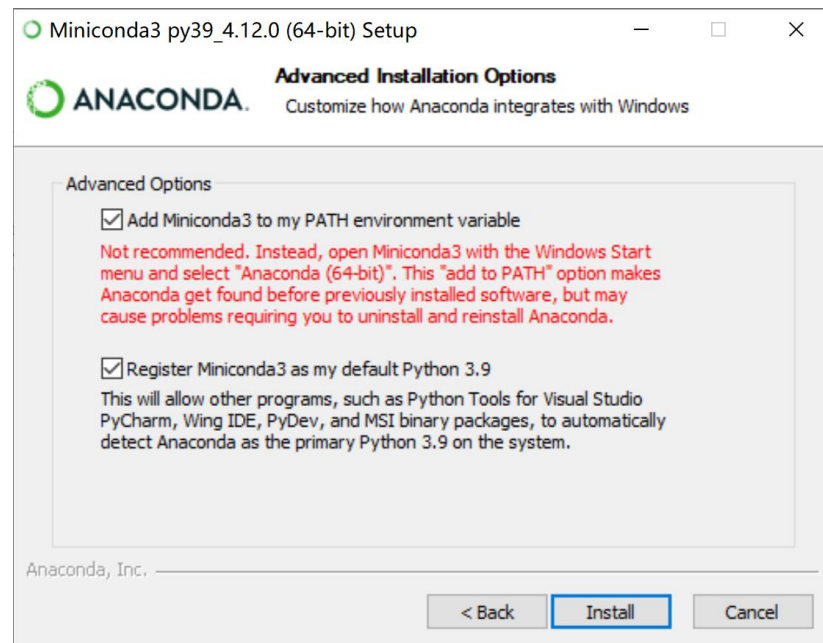 Miniconda3 py39_4.12.0 (64-bit) Setup
ANACONDA.
Advanced Installation Options
Customize how Anaconda integrates with Windows
Advanced Options
Add Miniconda3 to my PATH environment variable
Not recommended. Instead, open Miniconda3 with the Windows Start
menu and select "Anaconda (64-bit)". This "add to PATH" option makes
Anaconda get found before previously installed software, but may
cause problems requiring you to uninstall and reinstall Anaconda.
Register Miniconda3 as my default Python 3.9
This will allow other programs, such as Python Tools for Visual Studio
PyCharm, Wing IDE, PyDev, and MSI binary packages, to automatically
detect Anaconda as the primary Python 3.9 on the system.
Anaconda, Inc.
< Back
Install
Cancel